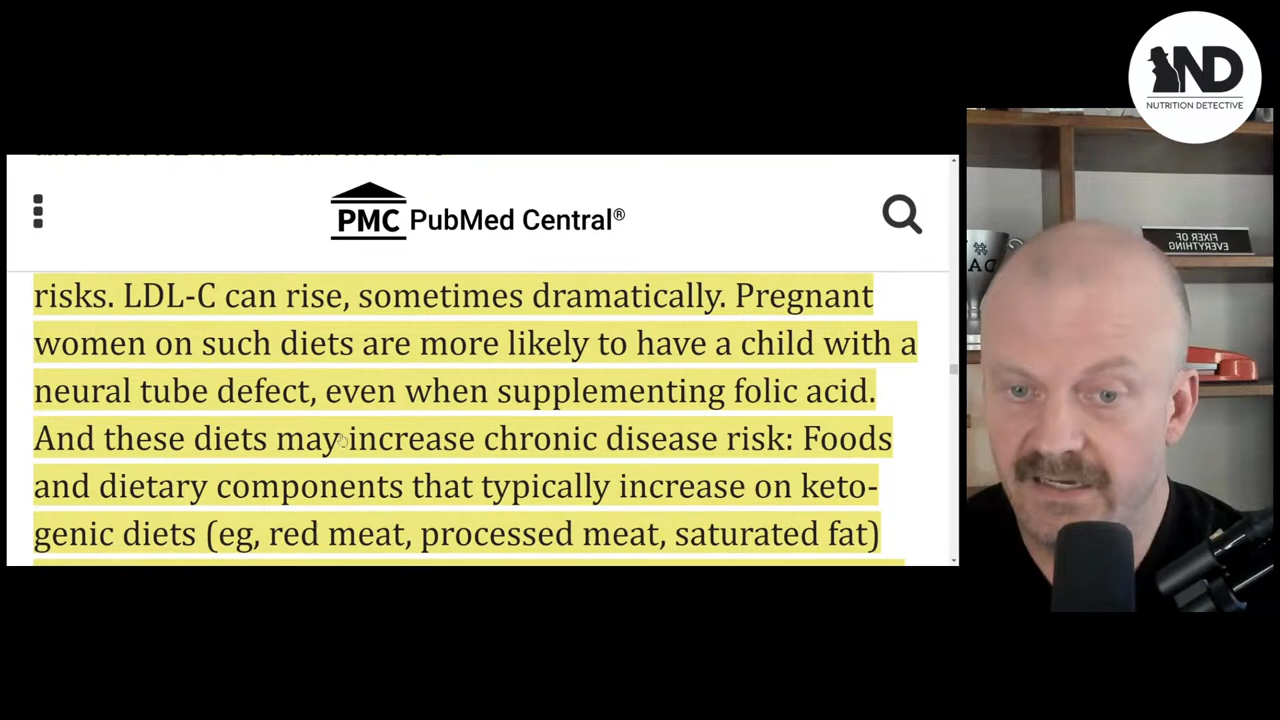 ND
NUTRITION DETECTIVE
PMC PubMed Central®
risks. LDL-C can rise, sometimes dramatically. Pregnant
women on such diets are more likely to have a child with a
neural tube defect, even when supplementing folic acid.
And these diets may increase chronic disease risk: Foods
and dietary components that typically increase on keto-
genic diets (eg, red meat, processed meat, saturated fat)
FIXER OF
EVERYTHING